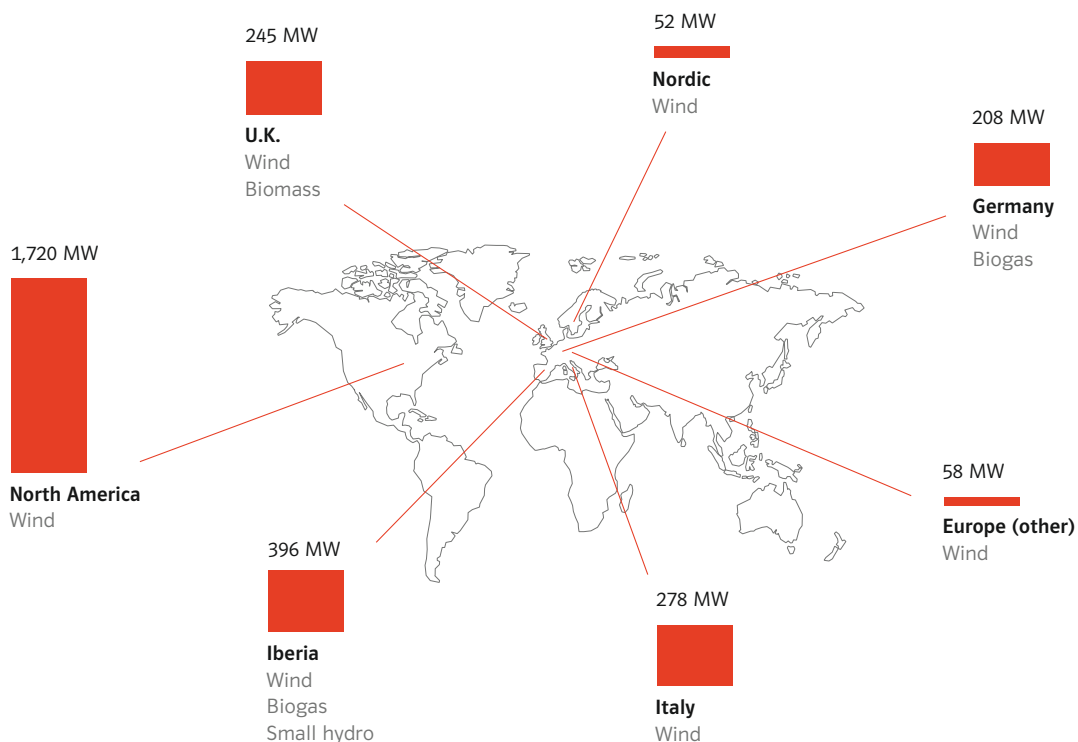 245 MW
U.K.
Wind
Biomass
52 MW
Nordic
Wind
208 MW
Germany
Wind
Biogas
1,720 MW
North America
Wind
58 MW
Europe (other)
Wind
396 MW
Iberia
Wind
Biogas
Small hydro
278 MW
Italy
Wind